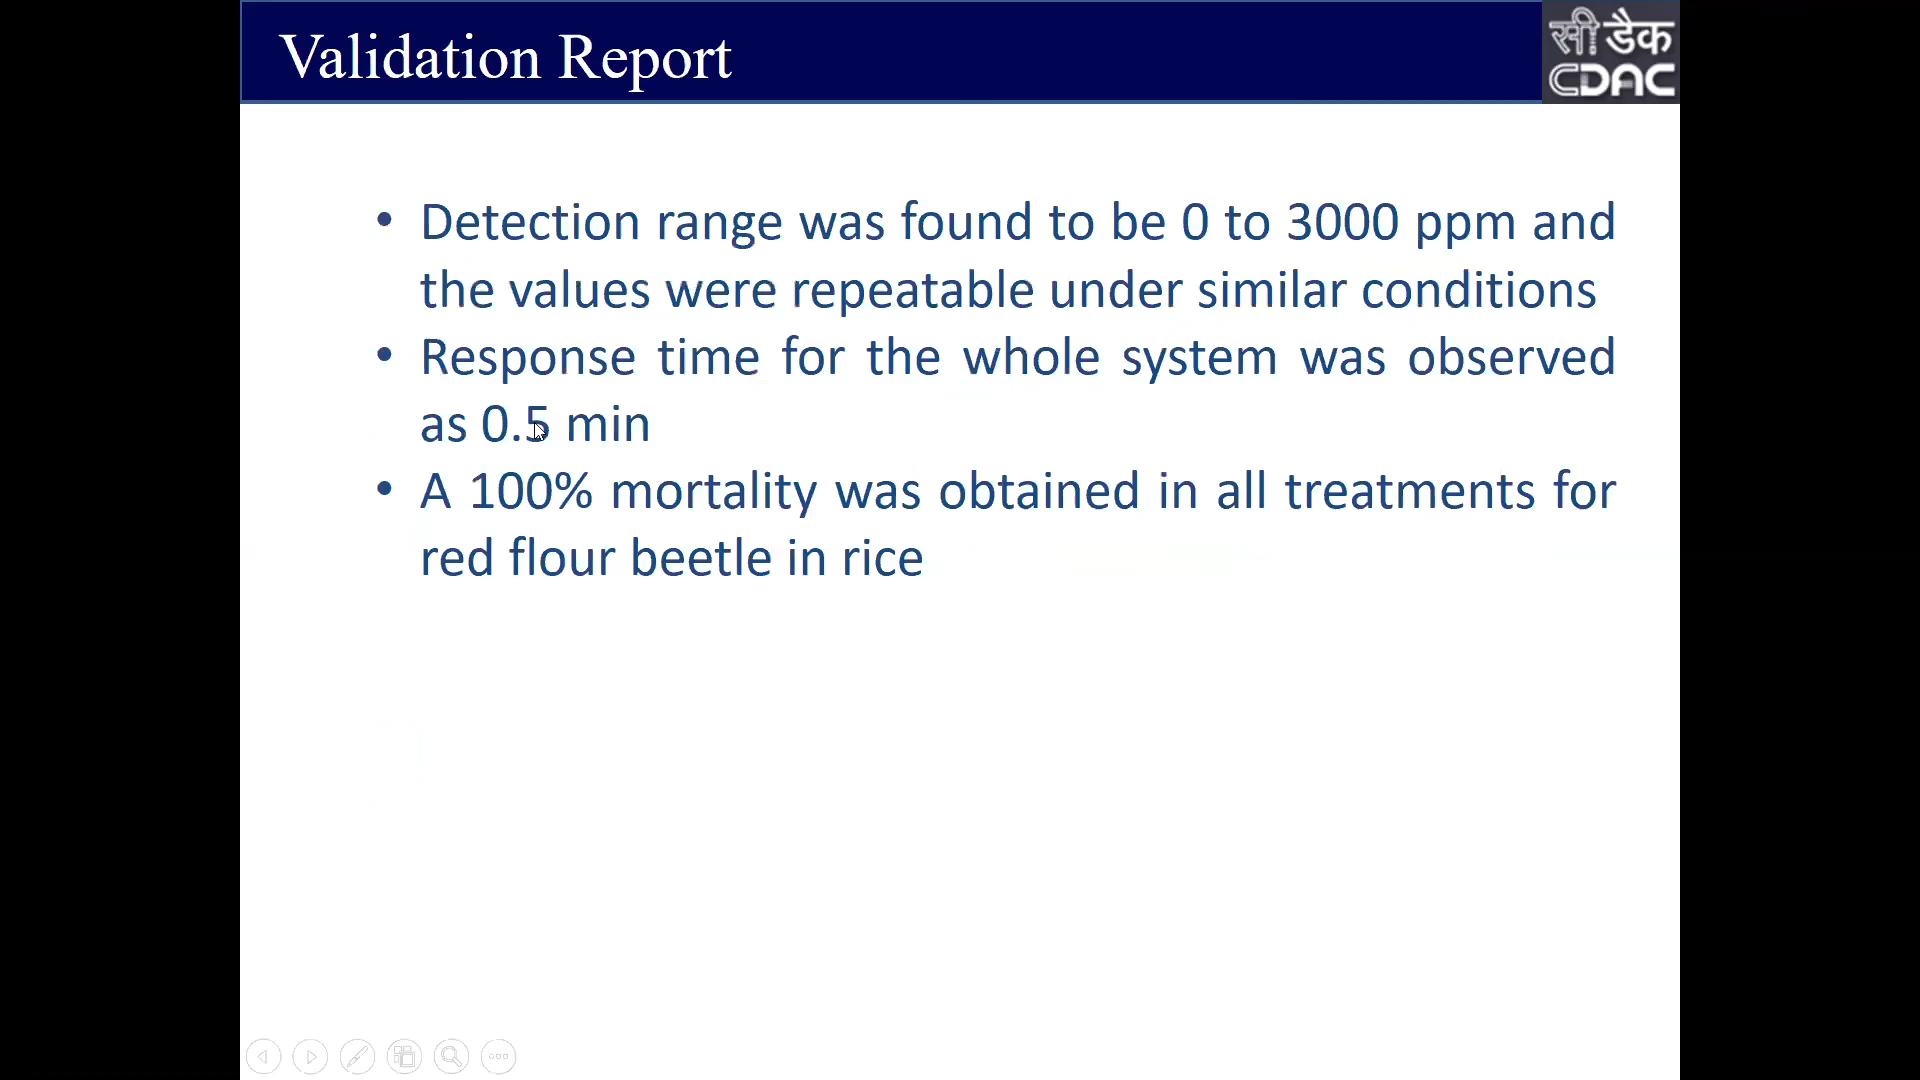 Validation Report
सी डैक
CDAC
• Detection range was found to be 0 to 3000 ppm and
the values were repeatable under similar conditions
• Response time for the whole system was observed
as 0.5 min
• A 100% mortality was obtained in all treatments for
red flour beetle in rice